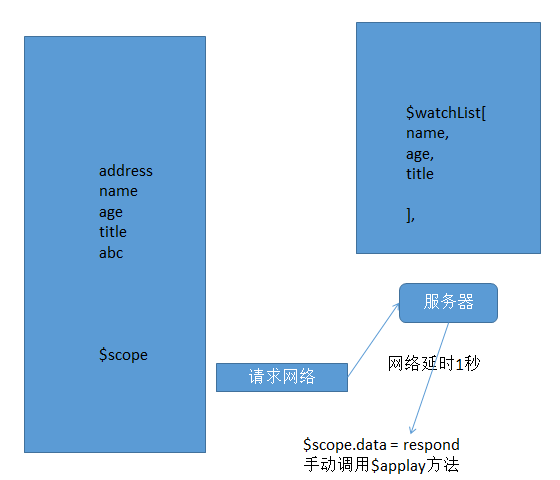 address
name
age
title
abc
$scope
$watchList[
name,
age,
title
],
服务器
请求网络
网络延时1秒
$scope.data = respond
手动调用$applay方法